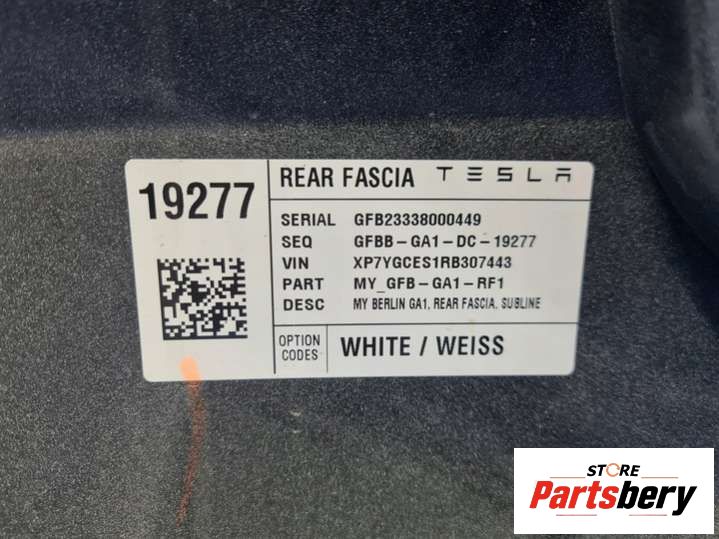 19277
REAR FASCIA TESLA
SERIAL GFB23338000449
SEQ GFBB-GA1-DC-19277
VIN XP7YGCES1RB307443
PART MY_GFB-GA1-RF1
DESC MY BERLIN GA1, REAR FASCIA, SUBLINE
OPTION CODES WHITE / WEISS
STORE
Partsbery